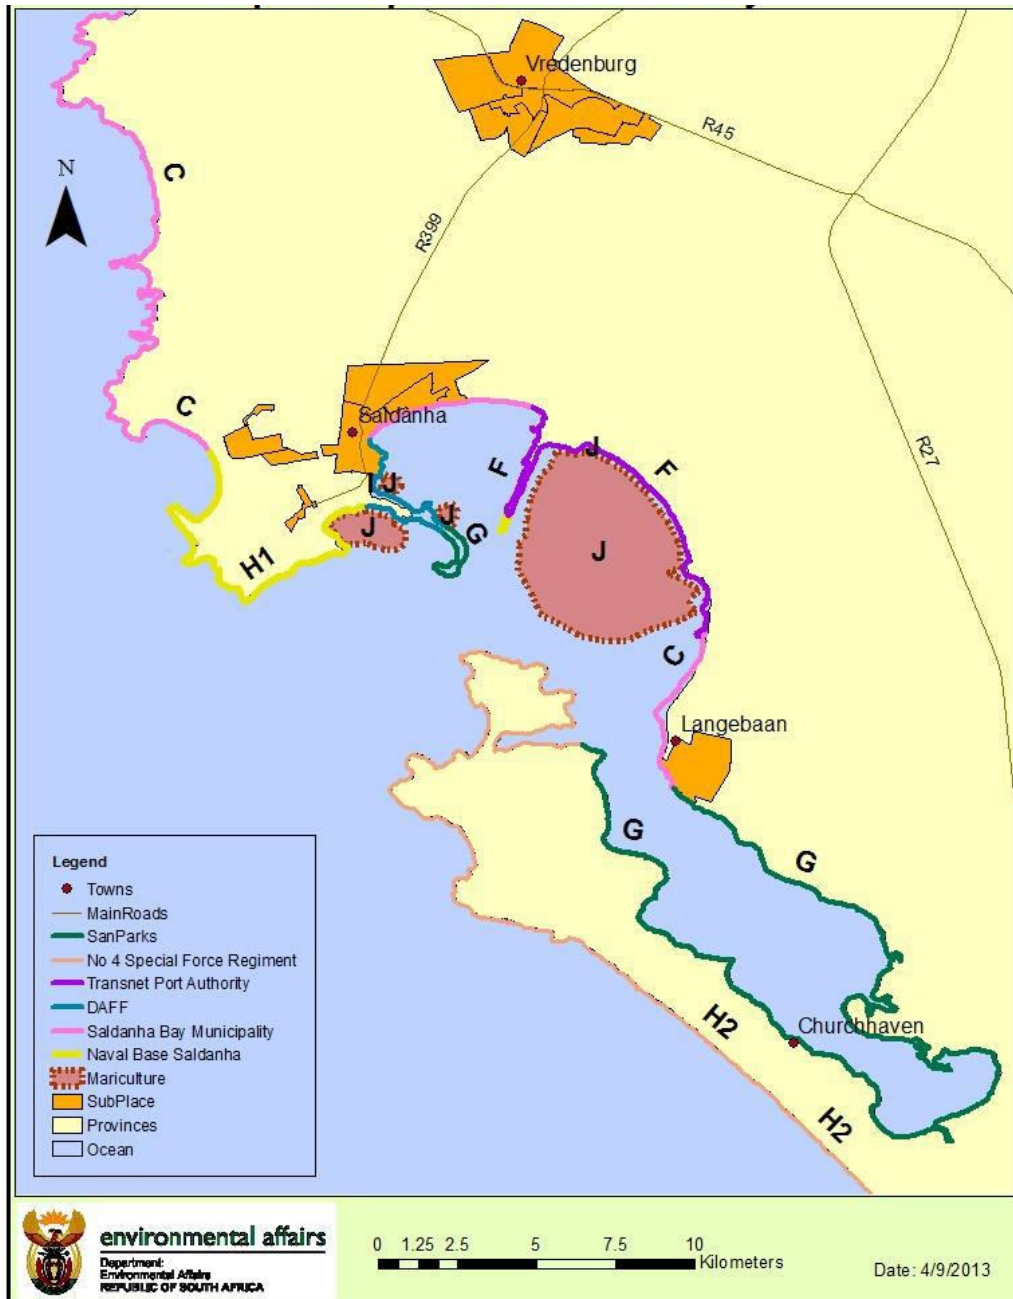 Vredenburg
R45
N
C
R399
C
Saldanha
R27
F
J
F
I J
J
J
G
J
H1
C
Langebaan
G
G
H2
Churchhaven
H2
Legend
Towns
MainRoads
SanParks
No 4 Special Force Regiment
Transnet Port Authority
DAFF
Saldanha Bay Municipality
Naval Base Saldanha
Mariculture
SubPlace
Provinces
Ocean
environmental affairs
Department:
Environmental Affairs
REPUBLIC OF SOUTH AFRICA
0 1.25 2.5 5 7.5 10
Kilometers
Date: 4/9/2013